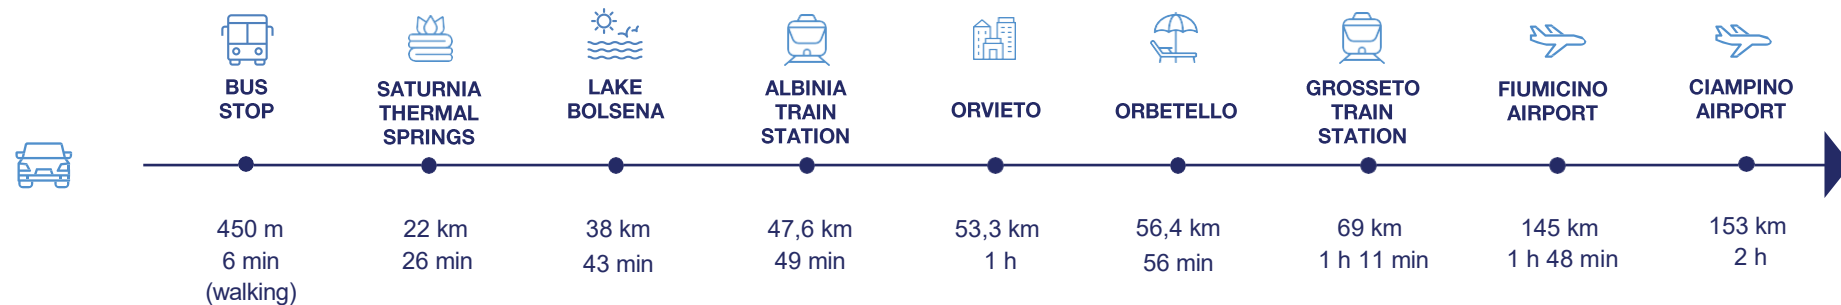 BUS
STOP
SATURNIA
THERMAL
SPRINGS
LAKE
BOLSENA
ALBINIA
TRAIN
STATION
ORVIETO
ORBETELLO
GROSSETO
TRAIN
STATION
FIUMICINO
AIRPORT
CIAMPINO
AIRPORT
450 m
6 min
(walking)
22 km
26 min
38 km
43 min
47,6 km
49 min
53,3 km
1 h
56,4 km
56 min
69 km
1 h 11 min
145 km
1 h 48 min
153 km
2 h